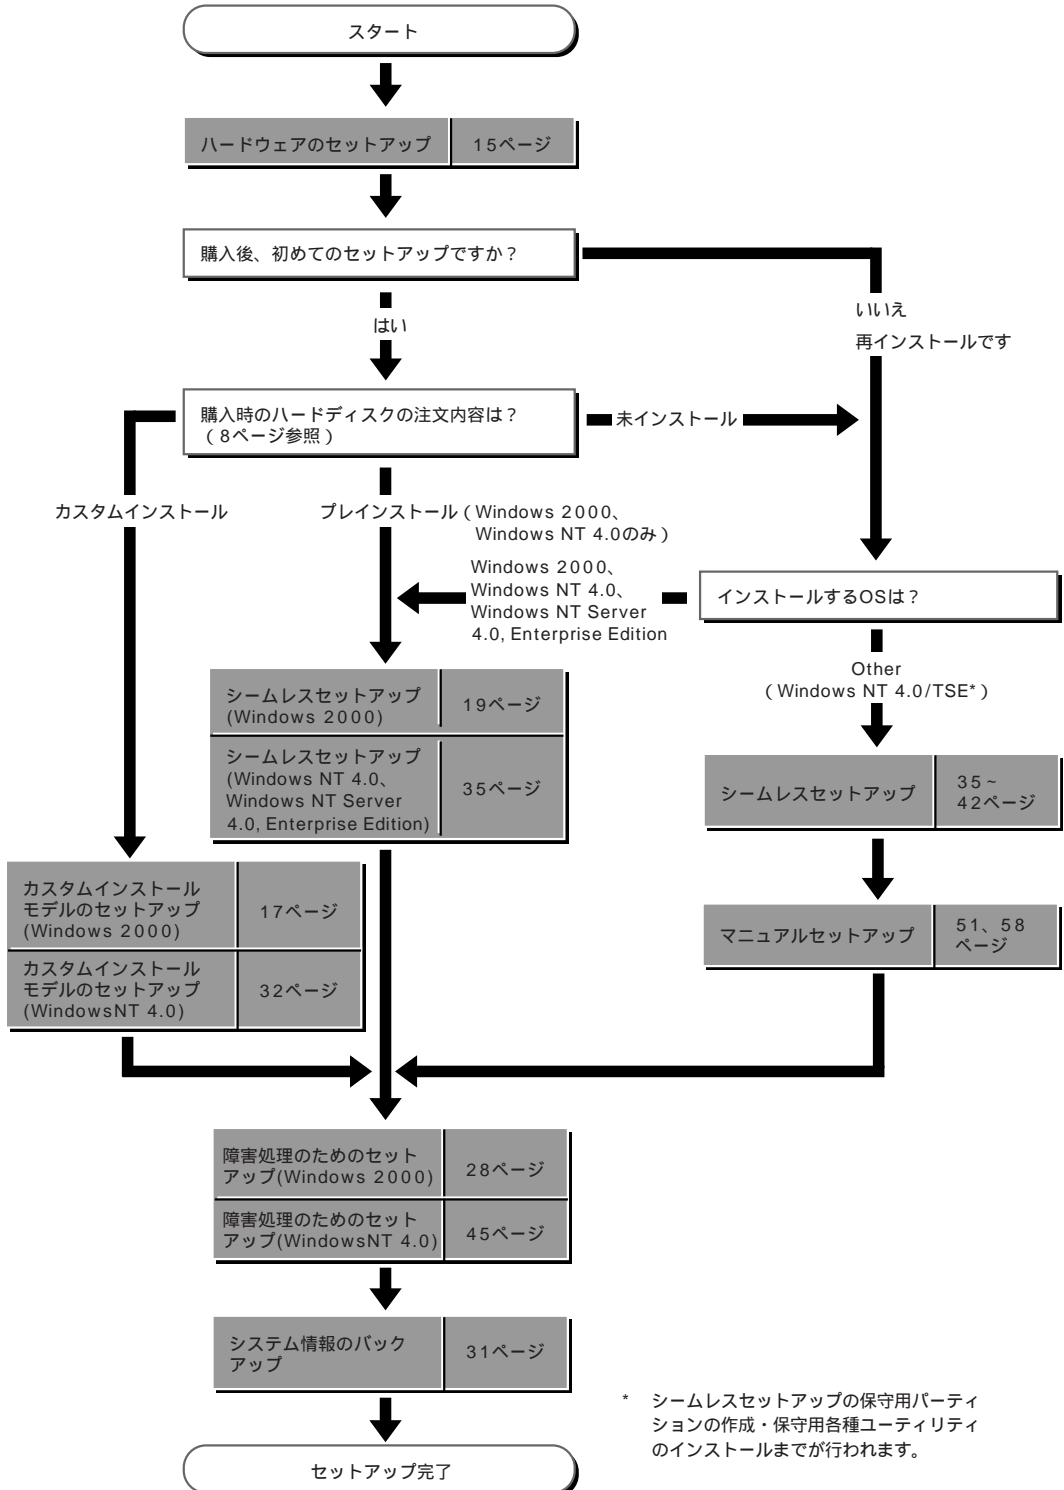 スタート
ハードウェアのセットアップ 15ページ
購入後、初めてのセットアップですか?
はい
いいえ
再インストールです
購入時のハードディスクの注文内容は?
(8ページ参照)
未インストール
カスタムインストール
プレインストール(Windows 2000、
Windows NT 4.0のみ)
Windows 2000、
Windows NT 4.0、
Windows NT Server
4.0, Enterprise Edition
インストールするOSは?
Other
(Windows NT 4.0/TSE*)
シームレスセットアップ
(Windows 2000)
19ページ
シームレスセットアップ
(Windows NT 4.0、
Windows NT Server
4.0, Enterprise Edition)
35ページ
シームレスセットアップ
35~
42ページ
カスタムインストール
モデルのセットアップ
(Windows 2000)
17ページ
カスタムインストール
モデルのセットアップ
(WindowsNT 4.0)
32ページ
マニュアルセットアップ
51、58
ページ
障害処理のためのセット
アップ(Windows 2000)
28ページ
障害処理のためのセット
アップ(WindowsNT 4.0)
45ページ
システム情報のバック
アップ
31ページ
* シームレスセットアップの保守用パーティ
ションの作成・保守用各種ユーティリティ
のインストールまでが行われます。
セットアップ完了